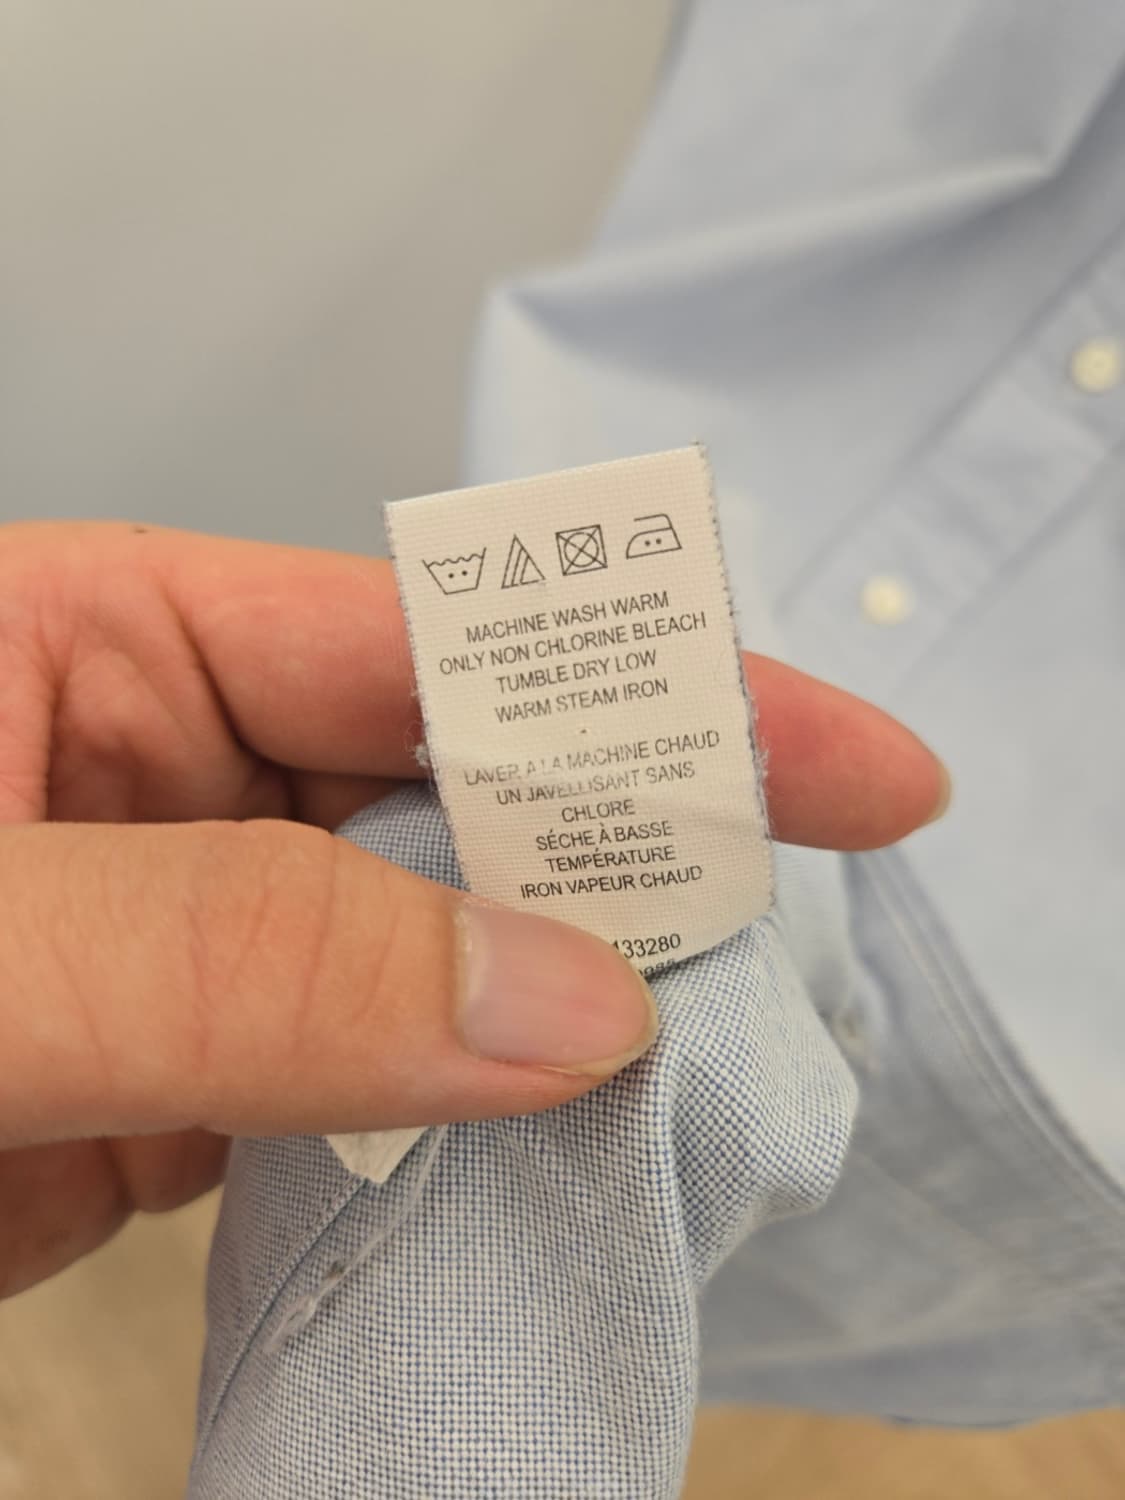 MACHINE WASH WARM
ONLY NON CHLORINE BLEACH
TUMBLE DRY LOW
WARM STEAM IRON
LAVER A LA MACHINE CHAUD
UN JAVELLISANT SANS
CHLORE
SÉCHE À BASSE
TEMPÉRATURE
IRON VAPEUR CHAUD
133280